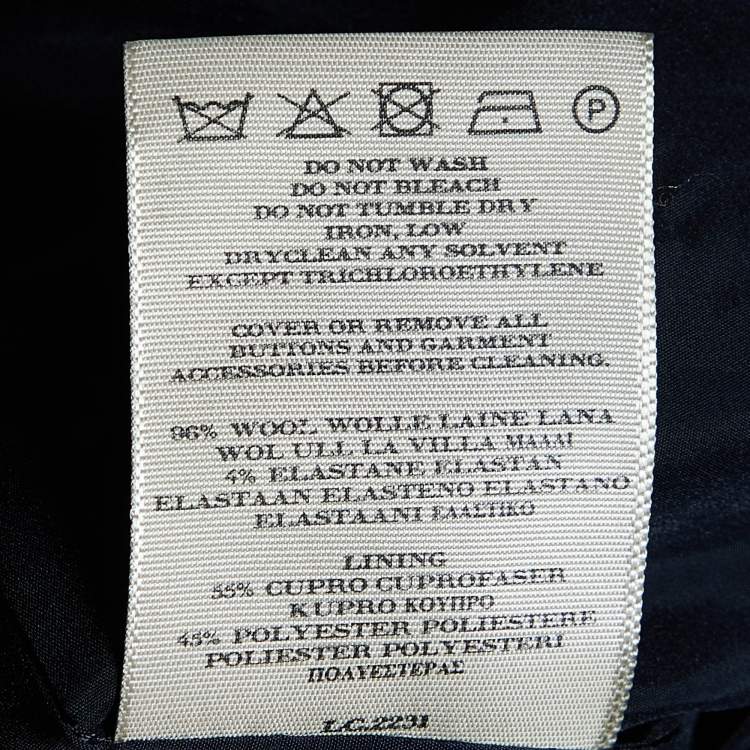 P
DO NOT WASH
DO NOT BLEACH
DO NOT TUMBLE DRY
IRON, LOW
DRYCLEAN ANY SOLVENT
EXCEPT TRICHLOROETHYLENE
COVER OR REMOVE ALL
BUTTONS AND GARMENT
ACCESSORIES BEFORE CLEANING.
96% WOOL WOLLE LAINE LANA
WOL ULL LA VILLA ΜΑΛΛΙ
4% ELASTANE ELASTAN
ELASTAAN ELASTENO ELASTANO
ELASTAANI ΕΛΑΣΤΙΚΟ
LINING
55% CUPRO CUPROFASER
KUPRO ΚΟΥΠΡΟ
45% POLYESTER POLIESTERE
POLIESTER POLYESTERI
ΠΟΛΥΕΣΤΕΡΑΣ
LC.2231